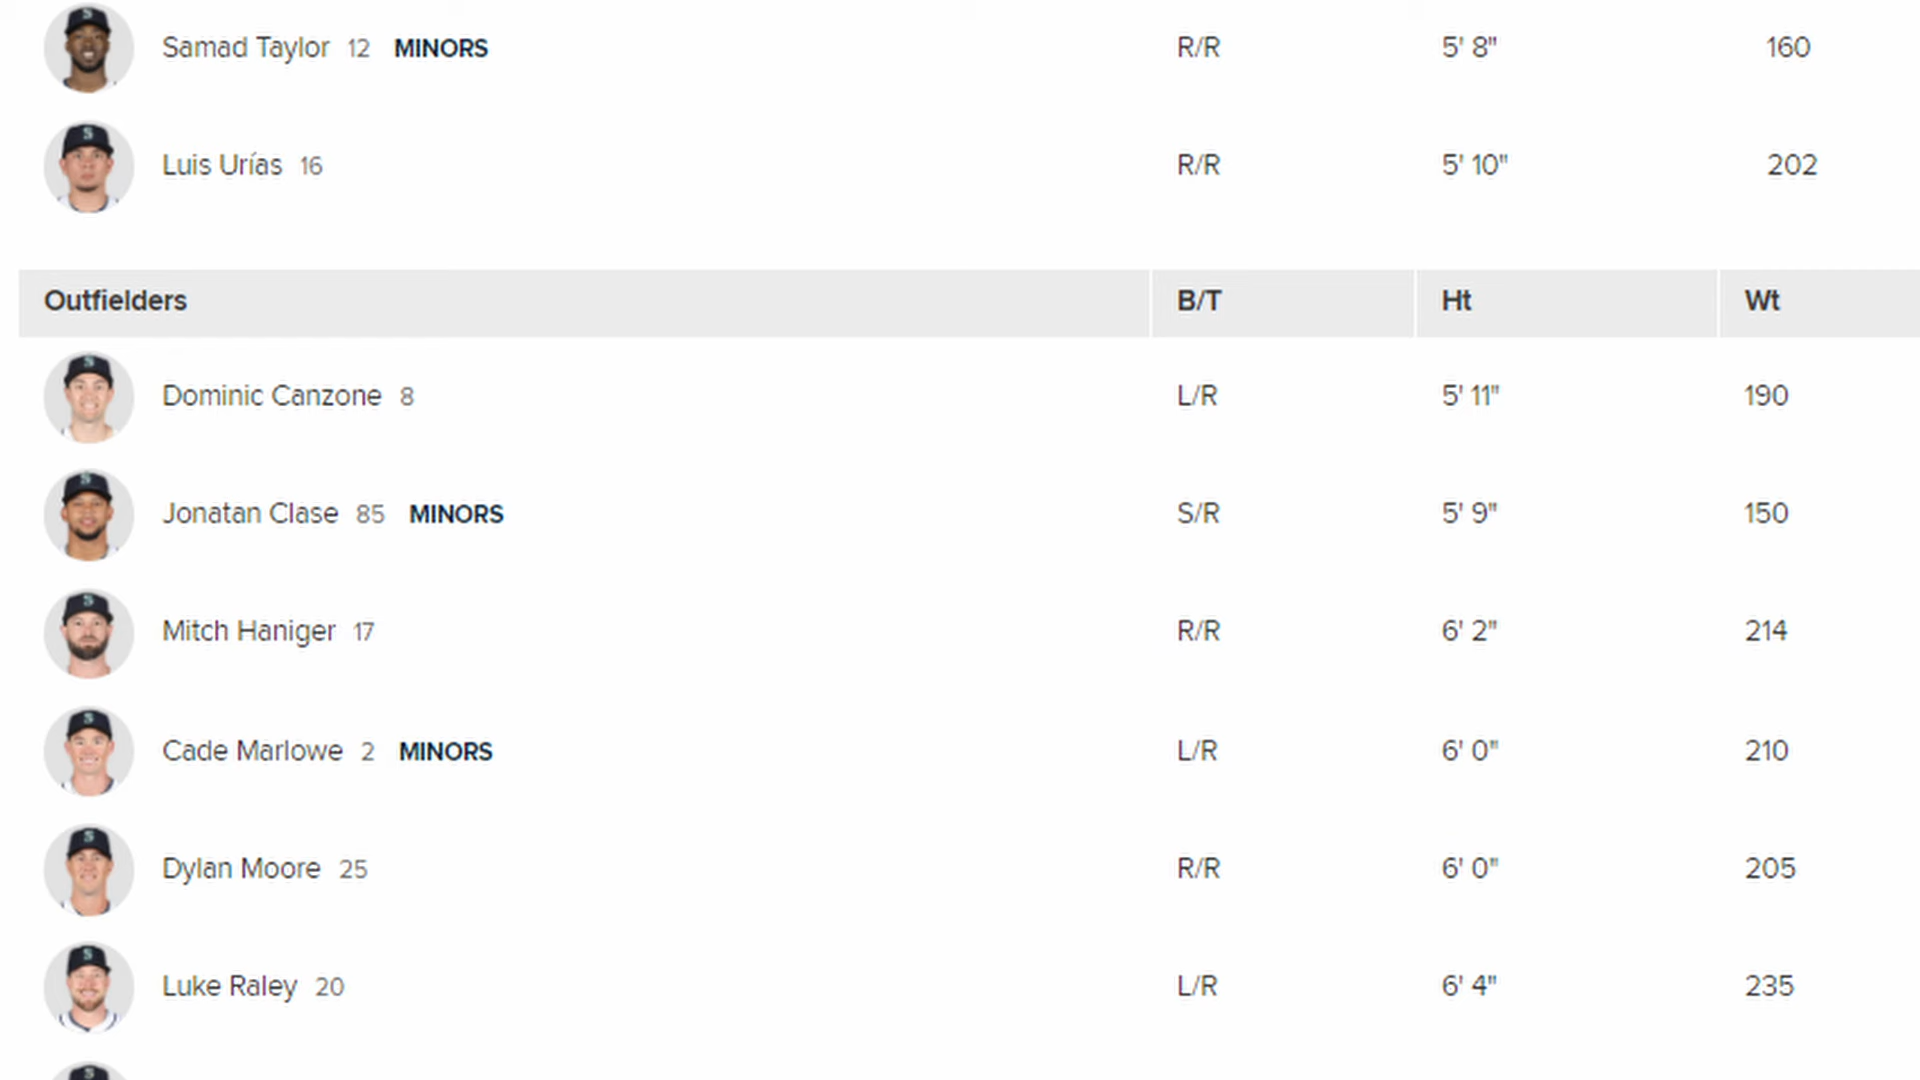 Samad Taylor 12 MINORS R/R 5' 8" 160
Luis Urías 16 R/R 5' 10" 202
Outfielders B/T Ht Wt
Dominic Canzone 8 L/R 5' 11" 190
Jonatan Clase 85 MINORS S/R 5' 9" 150
Mitch Haniger 17 R/R 6' 2" 214
Cade Marlowe 2 MINORS L/R 6' 0" 210
Dylan Moore 25 R/R 6' 0" 205
Luke Raley 20 L/R 6' 4" 235